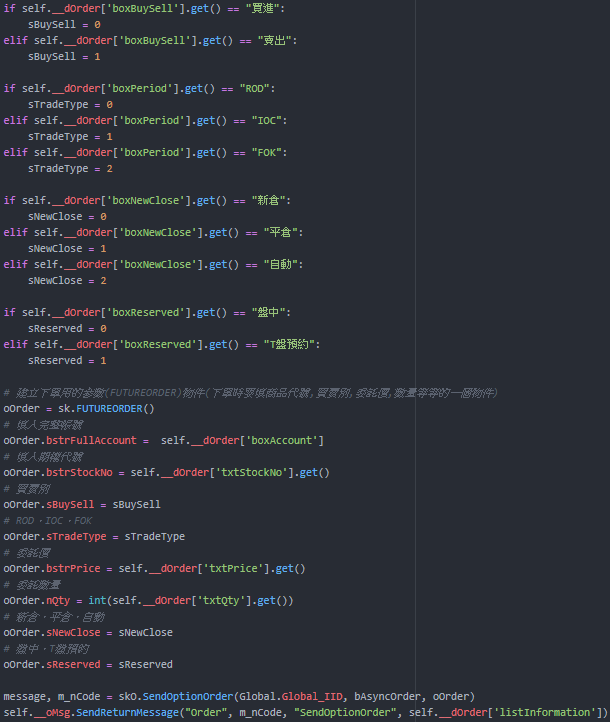 if self.__dOrder['boxBuySell'].get() == "買進":
    sBuySell = 0
elif self.__dOrder['boxBuySell'].get() == "賣出":
    sBuySell = 1

if self.__dOrder['boxPeriod'].get() == "ROD":
    sTradeType = 0
elif self.__dOrder['boxPeriod'].get() == "IOC":
    sTradeType = 1
elif self.__dOrder['boxPeriod'].get() == "FOK":
    sTradeType = 2

if self.__dOrder['boxNewClose'].get() == "新倉":
    sNewClose = 0
elif self.__dOrder['boxNewClose'].get() == "平倉":
    sNewClose = 1
elif self.__dOrder['boxNewClose'].get() == "自動":
    sNewClose = 2

if self.__dOrder['boxReserved'].get() == "盤中":
    sReserved = 0
elif self.__dOrder['boxReserved'].get() == "T盤預約":
    sReserved = 1

# 建立下單用的參數(FUTUREORDER)物件(下單時要填商品代號,買賣別,委託價,數量等等的一個物件)
oOrder = sk.FUTUREORDER()
# 填入完整帳號
oOrder.bstrFullAccount =  self.__dOrder['boxAccount']
# 填入期權代號
oOrder.bstrStockNo = self.__dOrder['txtStockNo'].get()
# 買賣別
oOrder.sBuySell = sBuySell
# ROD、IOC、FOK
oOrder.sTradeType = sTradeType
# 委託價
oOrder.bstrPrice = self.__dOrder['txtPrice'].get()
# 委託數量
oOrder.nQty = int(self.__dOrder['txtQty'].get())
# 新倉、平倉、自動
oOrder.sNewClose = sNewClose
# 盤中、T盤預約
oOrder.sReserved = sReserved

message, m_nCode = skO.SendOptionOrder(Global.Global_IID, bAsyncOrder, oOrder)
self.__oMsg.SendReturnMessage("Order", m_nCode, "SendOptionOrder", self.__dOrder['listInformation'])